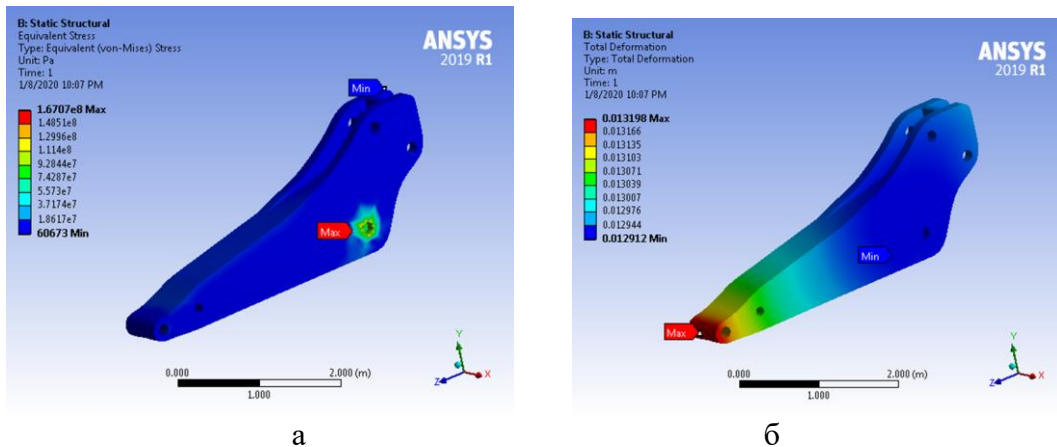 B: Static Structural
Equivalent Stress
Type: Equivalent (von-Mises) Stress
Unit: Pa
Time: 1
1/8/2020 10:07 PM
ANSYS
2019 R1
Min
1.6707e8 Max
1.4851e8
1.2996e8
1.114e8
9.2844e7
7.4287e7
5.573e7
3.7174e7
1.8617e7
60673 Min
Max
0.000
2.000 (m)
1.000
Y
Z
X
а
B: Static Structural
Total Deformation
Type: Total Deformation
Unit: m
Time: 1
1/8/2020 10:07 PM
ANSYS
2019 R1
0.013198 Max
0.013166
0.013135
0.013103
0.013071
0.013039
0.013007
0.012976
0.012944
0.012912 Min
Min
Max
0.000
2.000 (m)
1.000
Y
Z
X
б